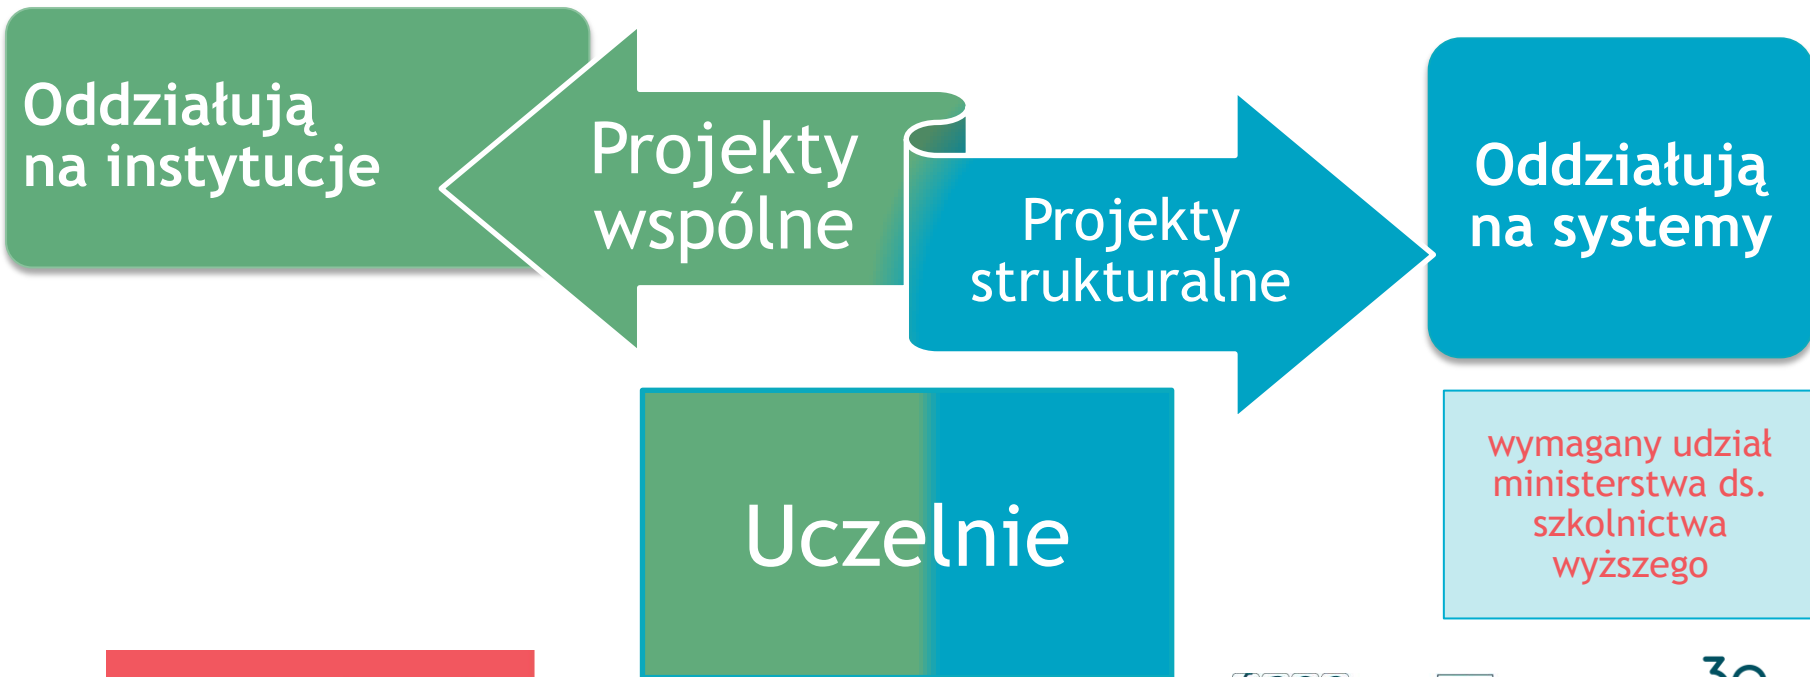 Oddziałują
na instytucje
Projekty
wspólne
Projekty
strukturalne
Oddziałują
na systemy
Uczelnie
wymagany udział
ministerstwa ds.
szkolnictwa
wyższego